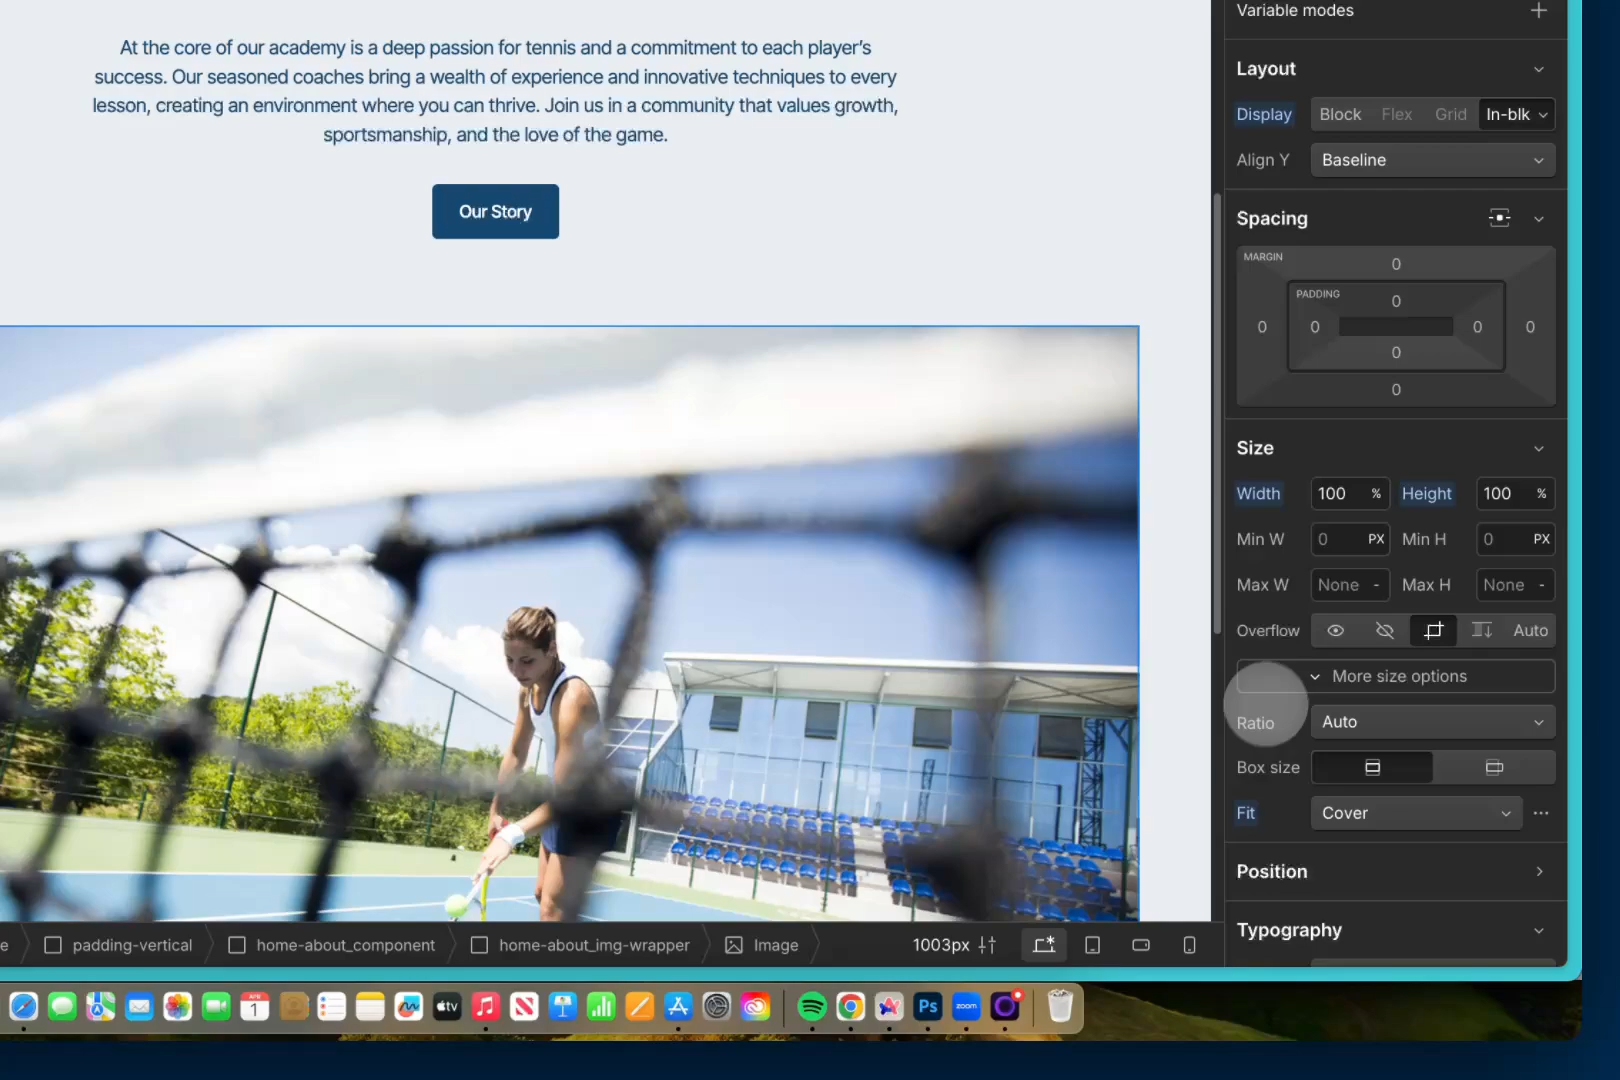 Variable modes
At the core of our academy is a deep passion for tennis and a commitment to each player’s
success. Our seasoned coaches bring a wealth of experience and innovative techniques to every
lesson, creating an environment where you can thrive. Join us in a community that values growth,
sportsmanship, and the love of the game.
Our Story
Layout
Display Block Flex Grid In-blk
Align Y Baseline
Spacing
MARGIN
0
PADDING
0
0 0 0 0
0
0
Size
Width 100 % Height 100 %
Min W 0 PX Min H 0 PX
Max W None - Max H None -
Overflow Auto
More size options
Ratio Auto
Box size
Fit Cover
Position
Typography
e padding-vertical home-about_component home-about_img-wrapper Image 1003px
APR
1
tv
Ps
zoom